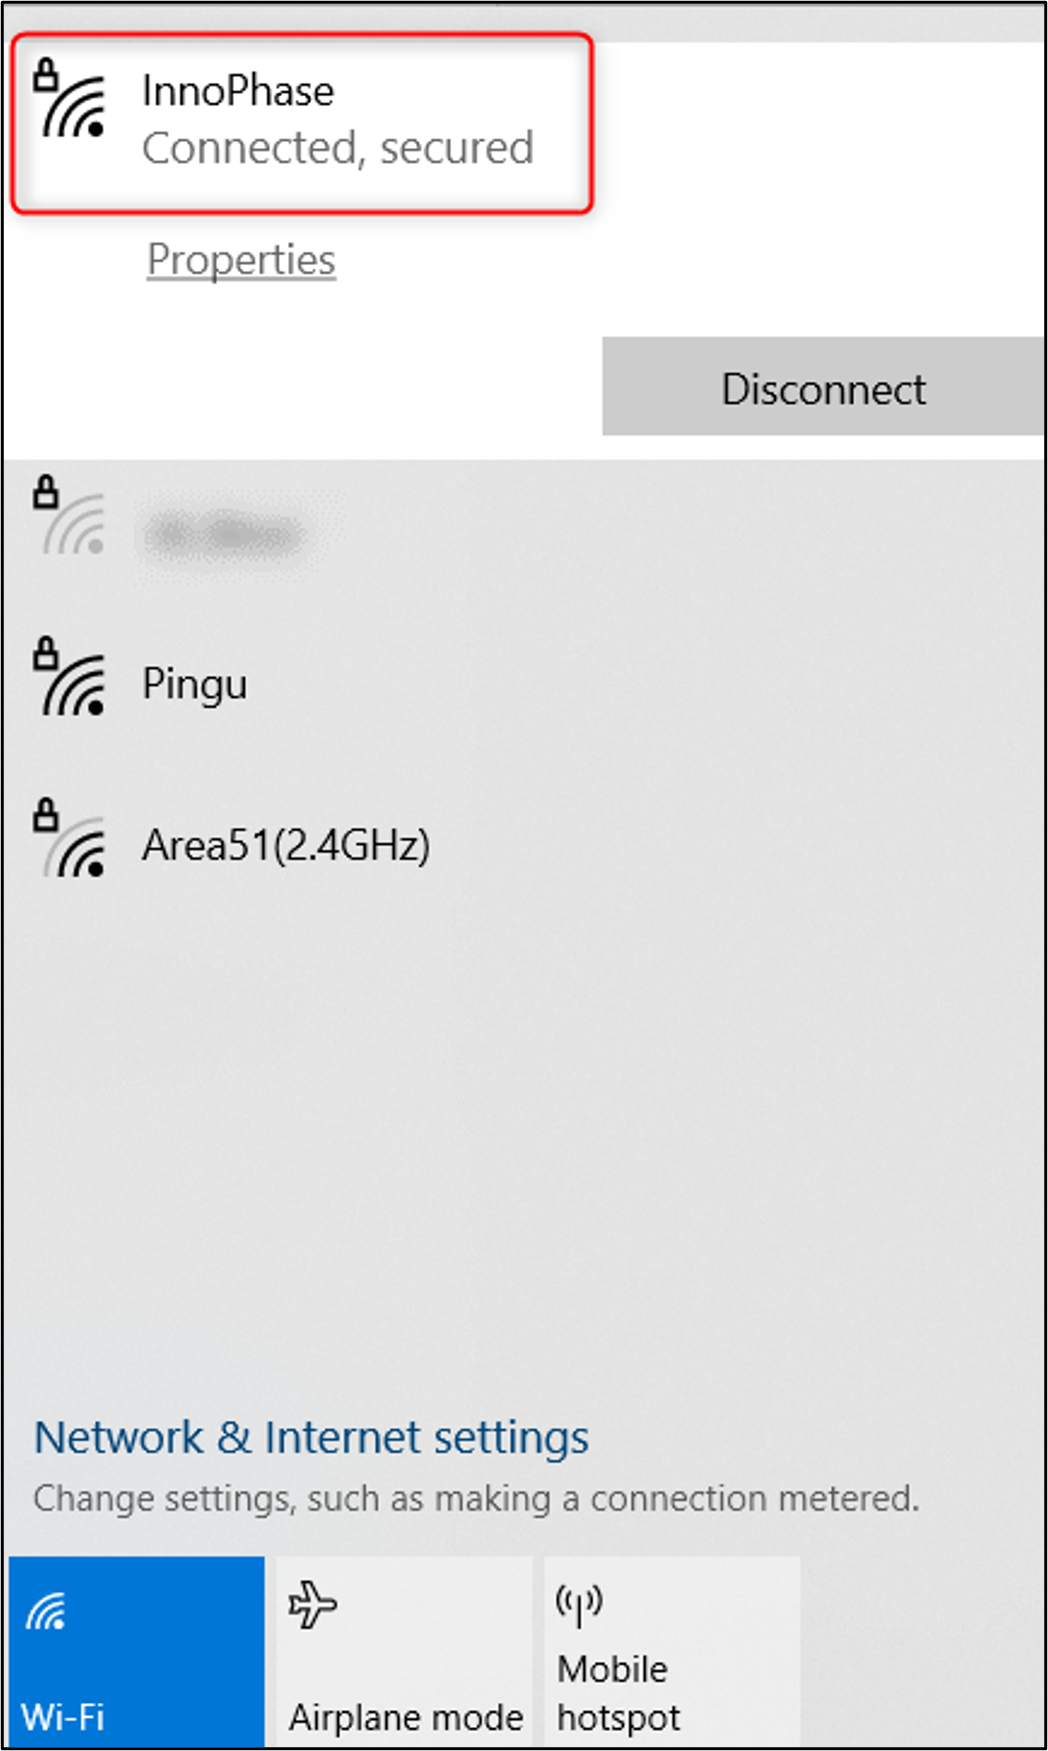 InnoPhase
Connected, secured
Properties
Disconnect
Pingu
Area51(2.4GHz)
Network & Internet settings
Change settings, such as making a connection metered.
Wi-Fi
Airplane mode
Mobile
hotspot